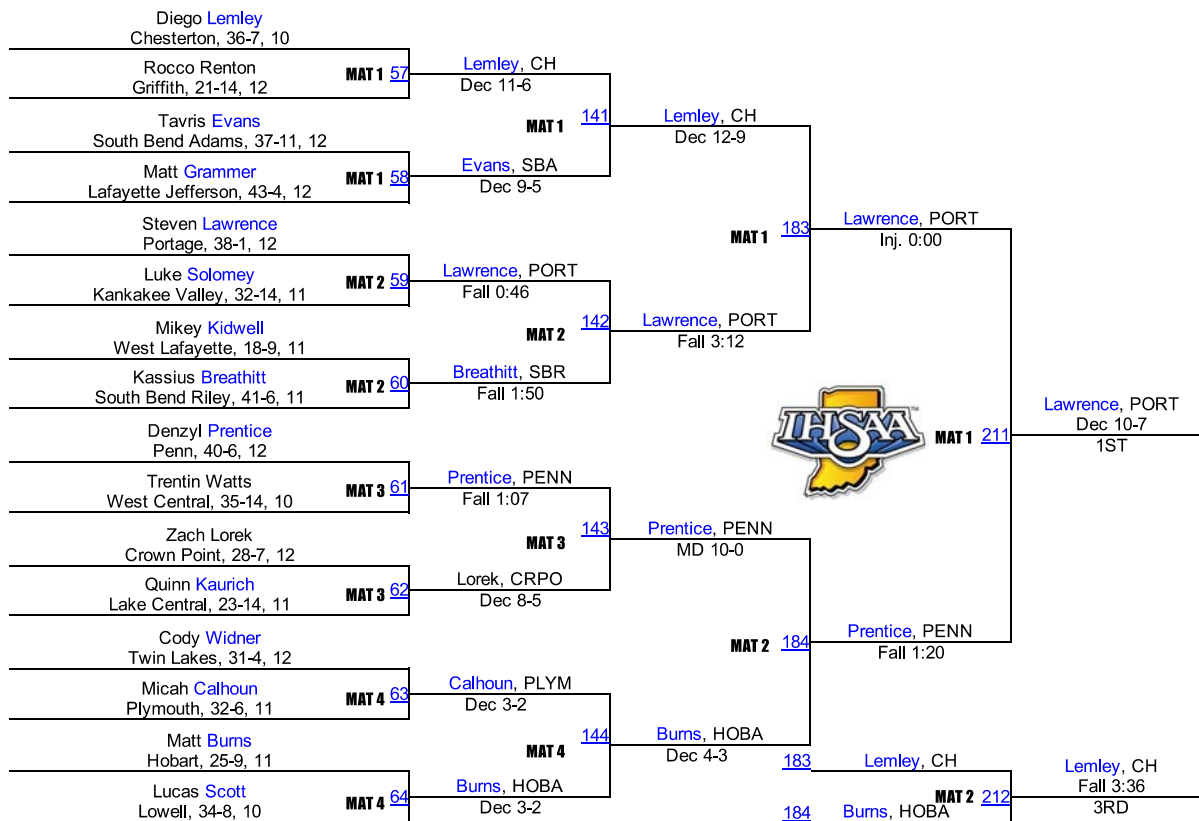 Diego Lemley
Chesterton, 36-7, 10
Rocco Renton
Griffith, 21-14, 12
MAT 1 57
Lemley, CH
Dec 11-6
Tavris Evans
South Bend Adams, 37-11, 12
Matt Grammer
Lafayette Jefferson, 43-4, 12
MAT 1 58
Evans, SBA
Dec 9-5
MAT 1 141
Lemley, CH
Dec 12-9
Steven Lawrence
Portage, 38-1, 12
Luke Solomey
Kankakee Valley, 32-14, 11
MAT 2 59
Lawrence, PORT
Fall 0:46
Mikey Kidwell
West Lafayette, 18-9, 11
Kassius Breathitt
South Bend Riley, 41-6, 11
MAT 2 60
Breathitt, SBR
Fall 1:50
MAT 2 142
Lawrence, PORT
Fall 3:12
MAT 1 183
Lawrence, PORT
Inj. 0:00
Denzyl Prentice
Penn, 40-6, 12
Trentin Watts
West Central, 35-14, 10
MAT 3 61
Prentice, PENN
Fall 1:07
Zach Lorek
Crown Point, 28-7, 12
Quinn Kaurich
Lake Central, 23-14, 11
MAT 3 62
Lorek, CRPO
Dec 8-5
MAT 3 143
Prentice, PENN
MD 10-0
Cody Widner
Twin Lakes, 31-4, 12
Micah Calhoun
Plymouth, 32-6, 11
MAT 4 63
Calhoun, PLYM
Dec 3-2
Matt Burns
Hobart, 25-9, 11
Lucas Scott
Lowell, 34-8, 10
MAT 4 64
Burns, HOBA
Dec 3-2
MAT 4 144
Burns, HOBA
Dec 4-3
MAT 2 184
Prentice, PENN
Fall 1:20
IHSAA
TM
MAT 1 211
Lawrence, PORT
Dec 10-7
1ST
183 Lemley, CH
184 Burns, HOBA
MAT 2 212
Lemley, CH
Fall 3:36
3RD